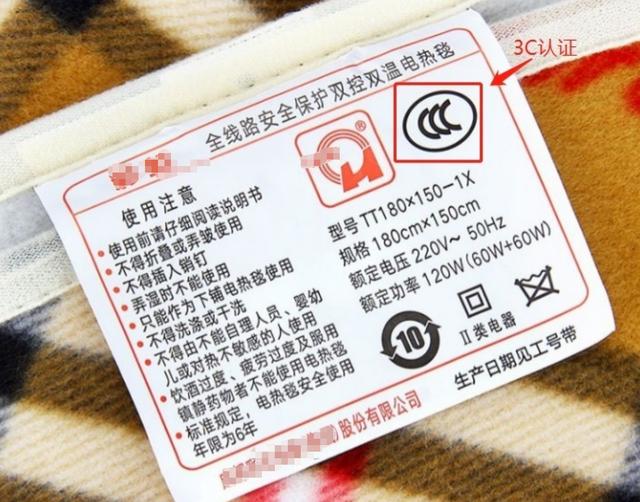 3C认证
全线路安全保护双控双温电热毯
使用注意
使用前请仔细阅读说明书
不得折叠或弄皱使用
不得插入销钉
弄湿时不能使用
只能作为下铺电热毯使用
不得洗涤或干洗
不得由不能自理人员、婴幼
儿或对热不敏感的人使用
饮酒过度、疲劳过度及服用
镇静药物者不能使用电热毯
标准规定，电热毯安全使用
年限为6年
®
CCC
型号 TT180×150-1X
规格 180cm×150cm
额定电压 220V～ 50Hz
额定功率 120W(60W+60W)
10
II类电器
生产日期见工号带
股份有限公司